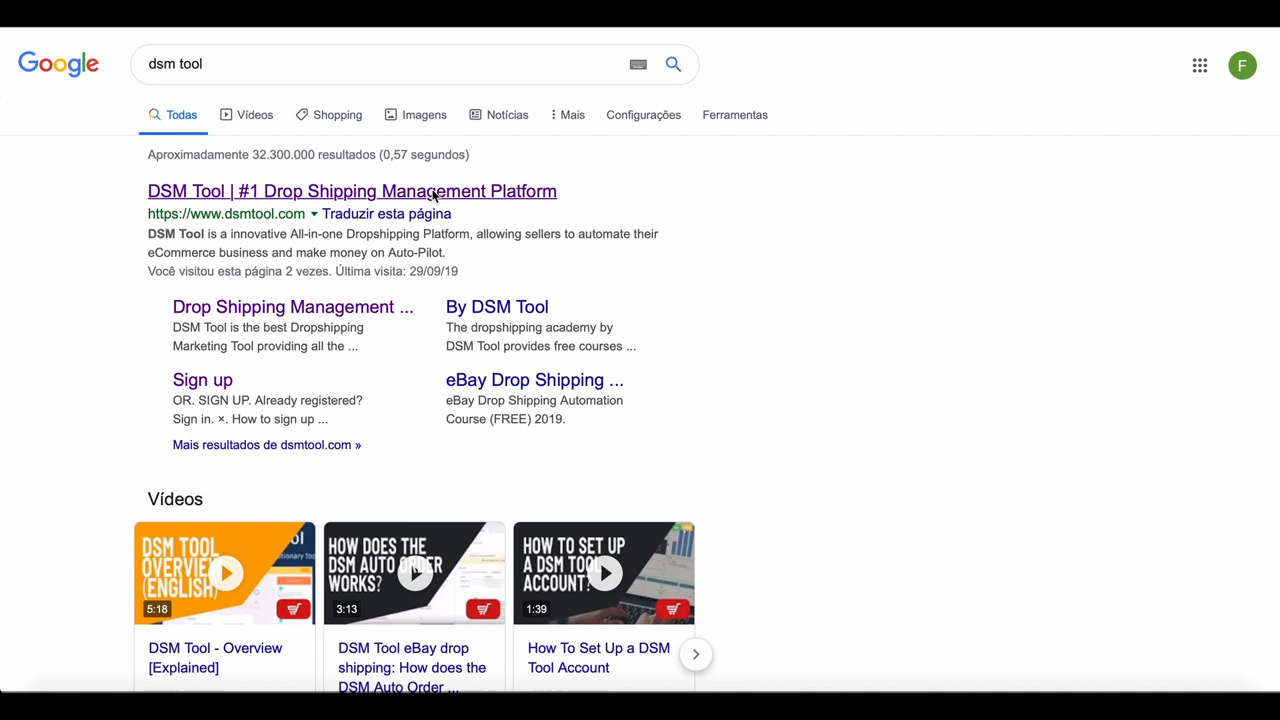 Google
dsm tool
F
Todas Vídeos Shopping Imagens Notícias Mais Configurações Ferramentas
Aproximadamente 32.300.000 resultados (0,57 segundos)
DSM Tool | #1 Drop Shipping Management Platform
https://www.dsmtool.com Traduzir esta página
DSM Tool is a innovative All-in-one Dropshipping Platform, allowing sellers to automate their
eCommerce business and make money on Auto-Pilot.
Você visitou esta página 2 vezes. Última visita: 29/09/19
Drop Shipping Management ...
DSM Tool is the best Dropshipping
Marketing Tool providing all the ...
By DSM Tool
The dropshipping academy by
DSM Tool provides free courses ...
Sign up
OR. SIGN UP. Already registered?
Sign in. ×. How to sign up ...
eBay Drop Shipping ...
eBay Drop Shipping Automation
Course (FREE) 2019.
Mais resultados de dsmtool.com »
Vídeos
DSM TOOL
OVERVIEW
(ENGLISH)
5:18
DSM Tool - Overview
[Explained]
HOW DOES THE
DSM AUTO ORDER
WORKS?
3:13
DSM Tool eBay drop
shipping: How does the
DSM Auto Order ...
HOW TO SET UP
A DSM TOOL
ACCOUNT?
1:39
How To Set Up a DSM
Tool Account